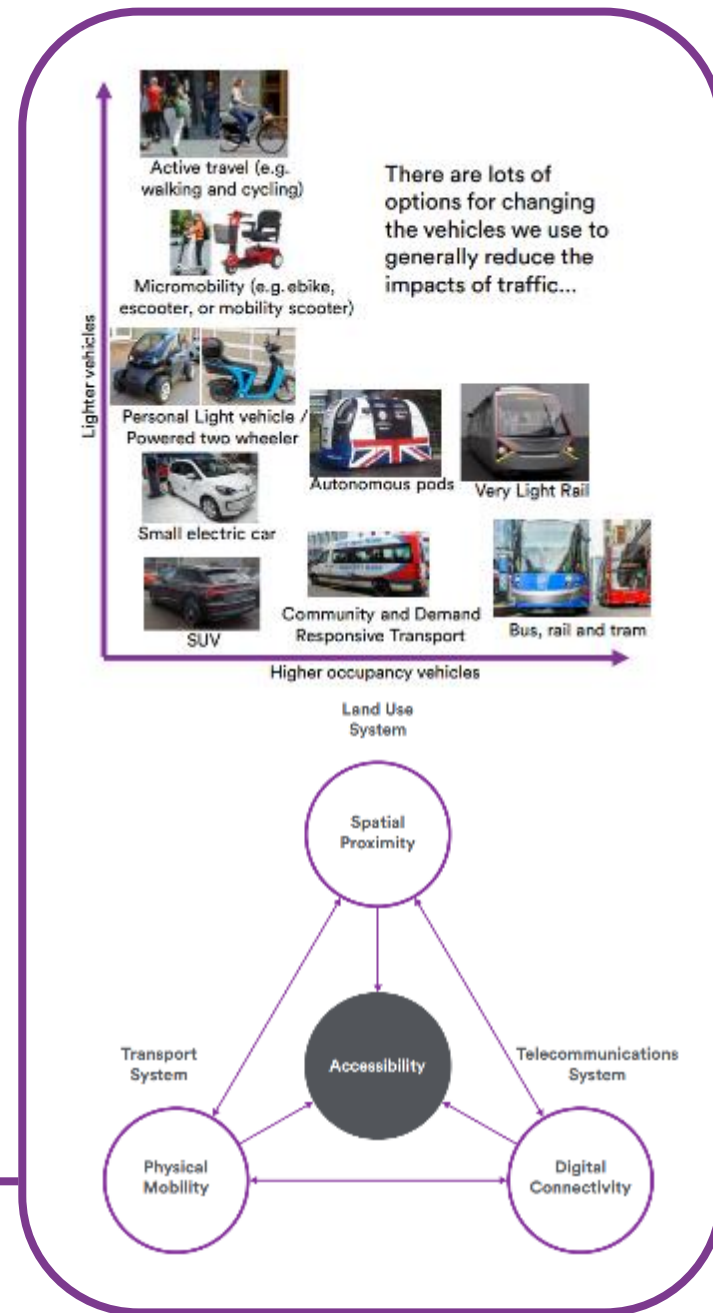 Active travel (e.g.
walking and cycling)
There are lots of
options for changing
the vehicles we use to
generally reduce the
impacts of traffic...
Micromobility (e.g. ebike,
escooter, or mobility scooter)
Lighter vehicles
Personal Light vehicle /
Powered two wheeler
Autonomous pods
Very Light Rail
Small electric car
Community and Demand
Responsive Transport
Bus, rail and tram
SUV
Higher occupancy vehicles
Land Use
System
Spatial
Proximity
Transport
System
Accessibility
Telecommunications
System
Physical
Mobility
Digital
Connectivity